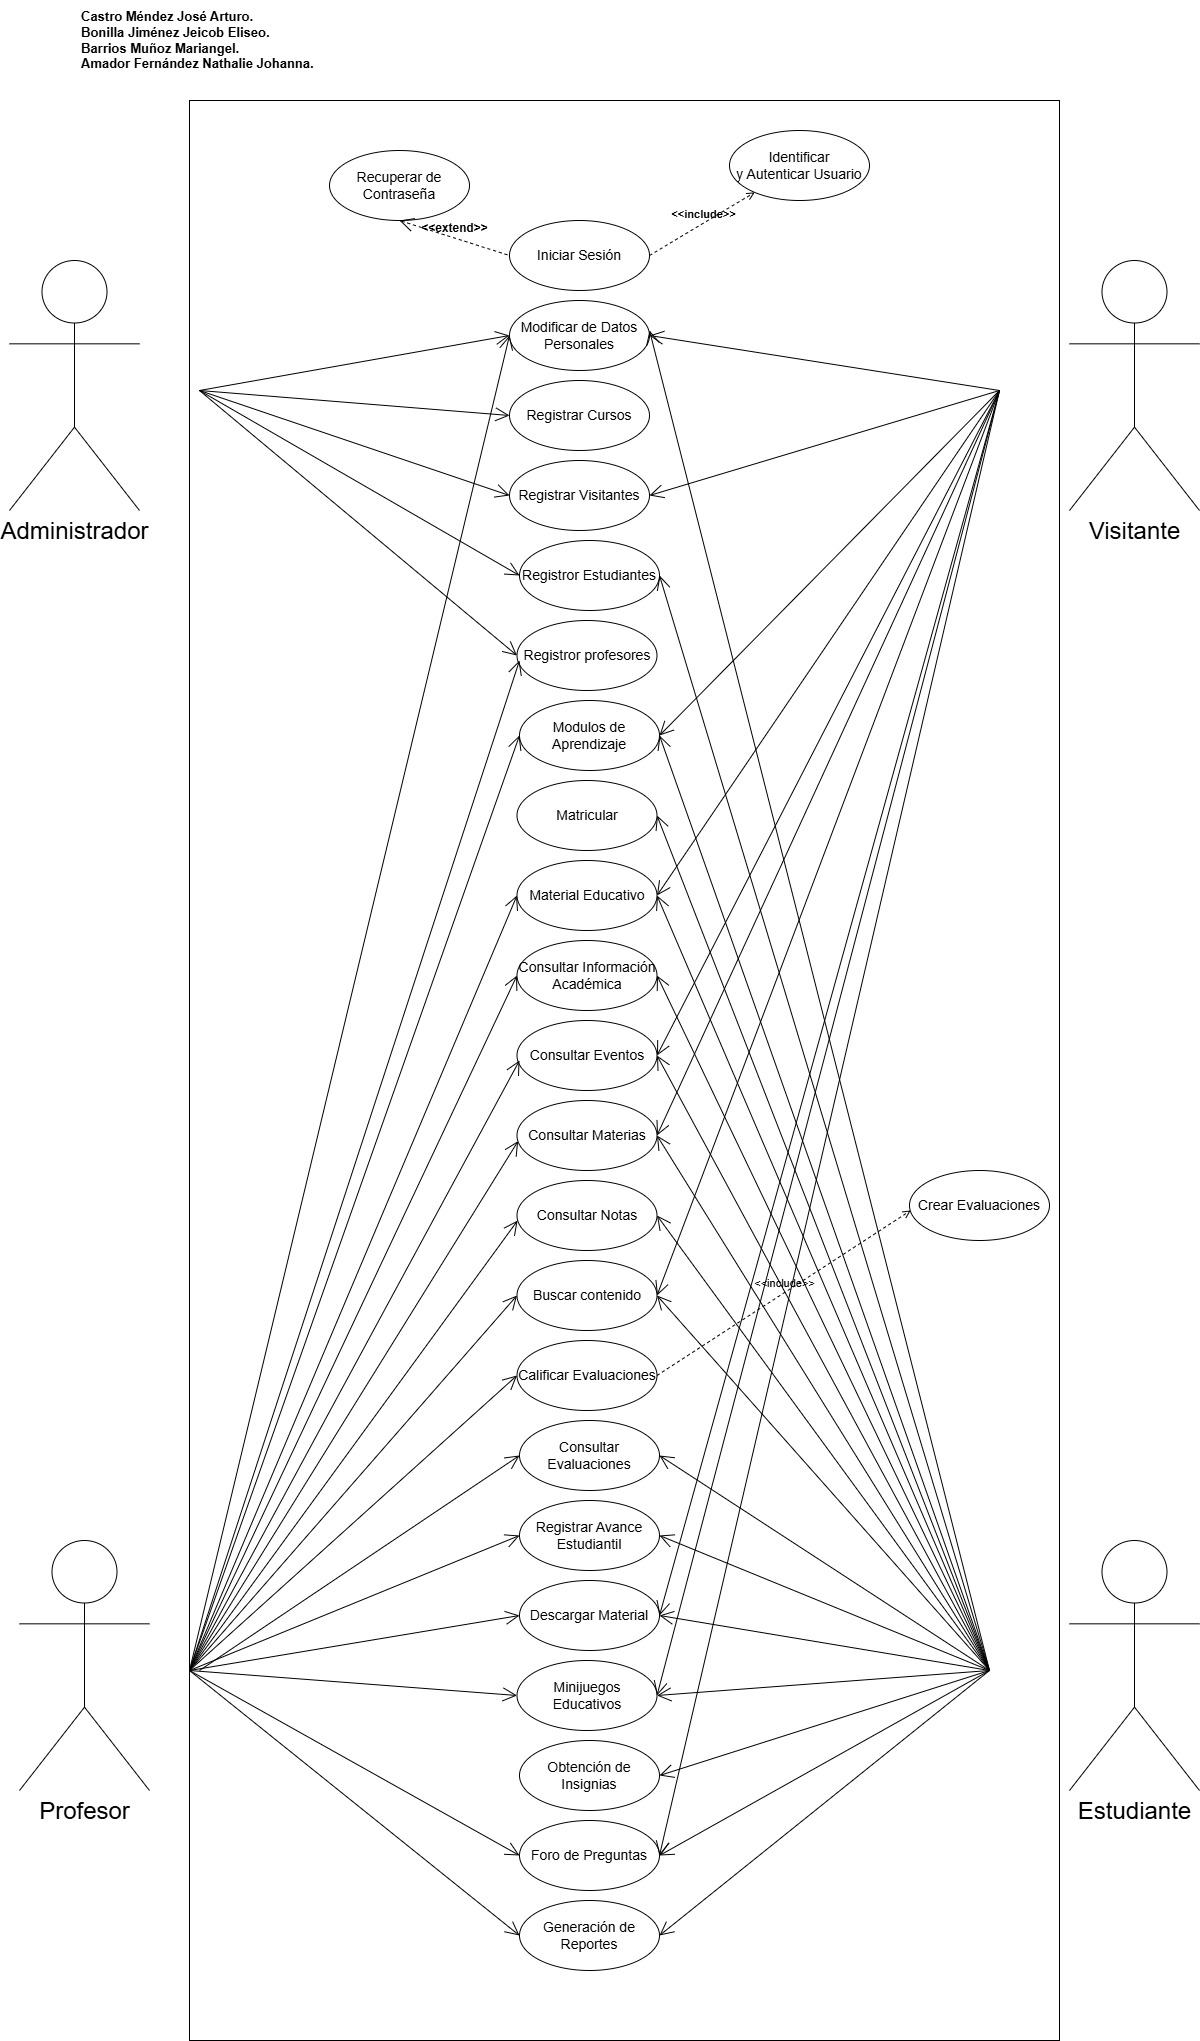 Castro Méndez José Arturo.
Bonilla Jiménez Jeicob Eliseo.
Barrios Muñoz Mariangel.
Amador Fernández Nathalie Johanna.
Identificar
y Autenticar Usuario
Recuperar de
Contraseña
<<include>>
<<extend>>
Iniciar Sesión
Modificar de Datos
Personales
Registrar Cursos
Registrar Visitantes
Administrador
Visitante
Registror Estudiantes
Registror profesores
Modulos de
Aprendizaje
Matricular
Material Educativo
Consultar Información
Académica
Consultar Eventos
Consultar Materias
Crear Evaluaciones
Consultar Notas
<<include>>
Buscar contenido
Calificar Evaluaciones
Consultar
Evaluaciones
Registrar Avance
Estudiantil
Descargar Material
Minijuegos
Educativos
Obtención de
Insignias
Profesor
Estudiante
Foro de Preguntas
Generación de
Reportes